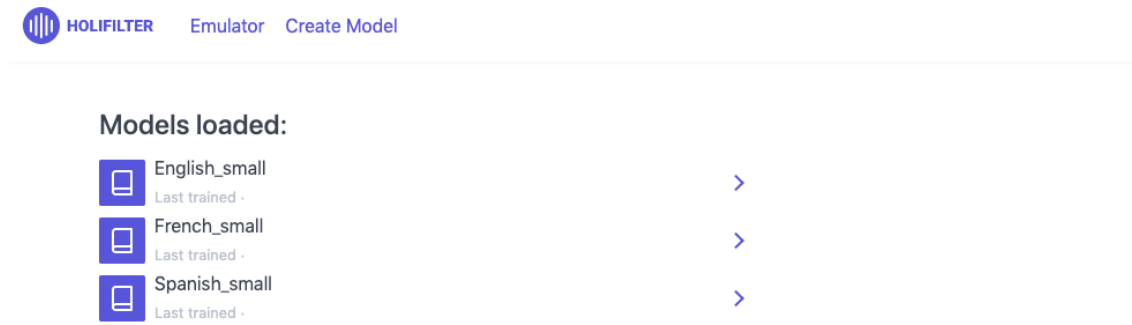 HOLIFILTER Emulator Create Model
Models loaded:
English_small
Last trained ·
French_small
Last trained ·
Spanish_small
Last trained ·